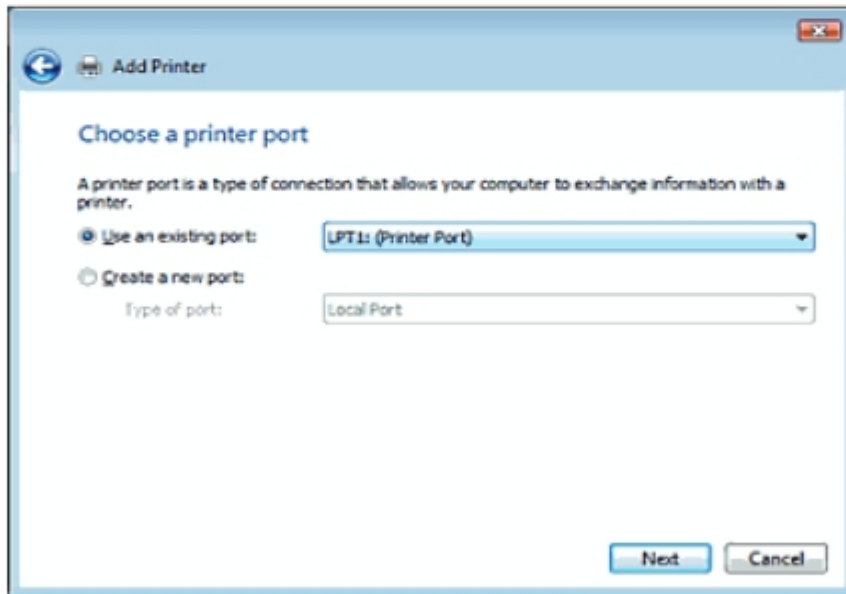 Add Printer
Choose a printer port
A printer port is a type of connection that allows your computer to exchange information with a
printer.
Use an existing port: LPT1: (Printer Port)
Create a new port:
Type of port: Local Port
Next Cancel